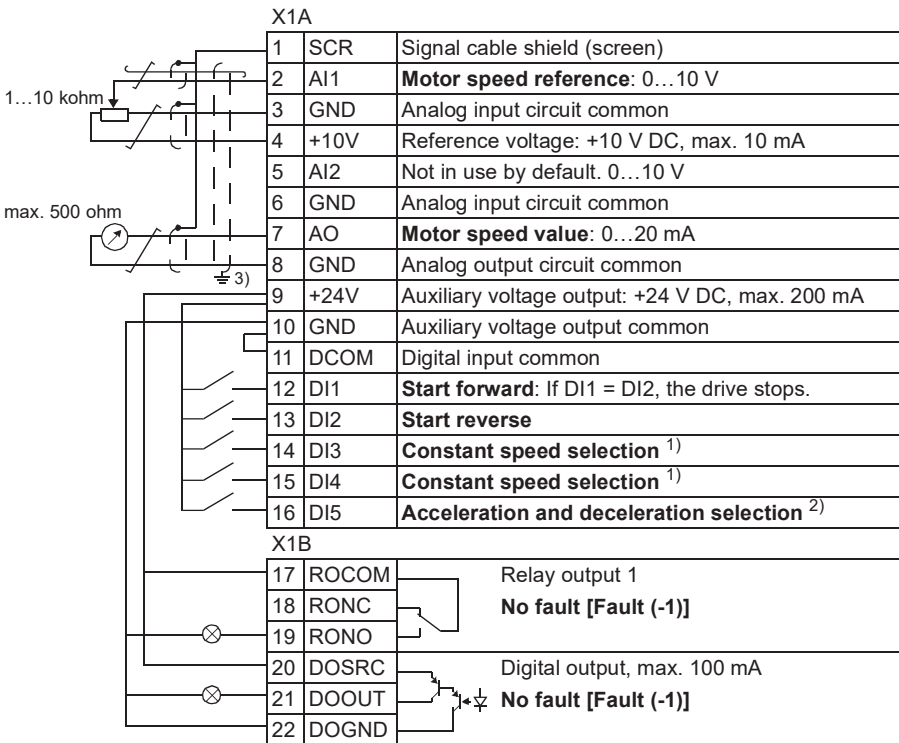 X1A
1 SCR Signal cable shield (screen)
2 AI1 Motor speed reference: 0…10 V
1…10 kohm
3 GND Analog input circuit common
4 +10V Reference voltage: +10 V DC, max. 10 mA
5 AI2 Not in use by default. 0…10 V
6 GND Analog input circuit common
max. 500 ohm
7 AO Motor speed value: 0…20 mA
8 GND Analog output circuit common
3)
9 +24V Auxiliary voltage output: +24 V DC, max. 200 mA
10 GND Auxiliary voltage output common
11 DCOM Digital input common
12 DI1 Start forward: If DI1 = DI2, the drive stops.
13 DI2 Start reverse
14 DI3 Constant speed selection 1)
15 DI4 Constant speed selection 1)
16 DI5 Acceleration and deceleration selection 2)
X1B
17 ROCOM Relay output 1
18 RONC No fault [Fault (-1)]
19 RONO
20 DOSRC Digital output, max. 100 mA
21 DOOUT No fault [Fault (-1)]
22 DOGND